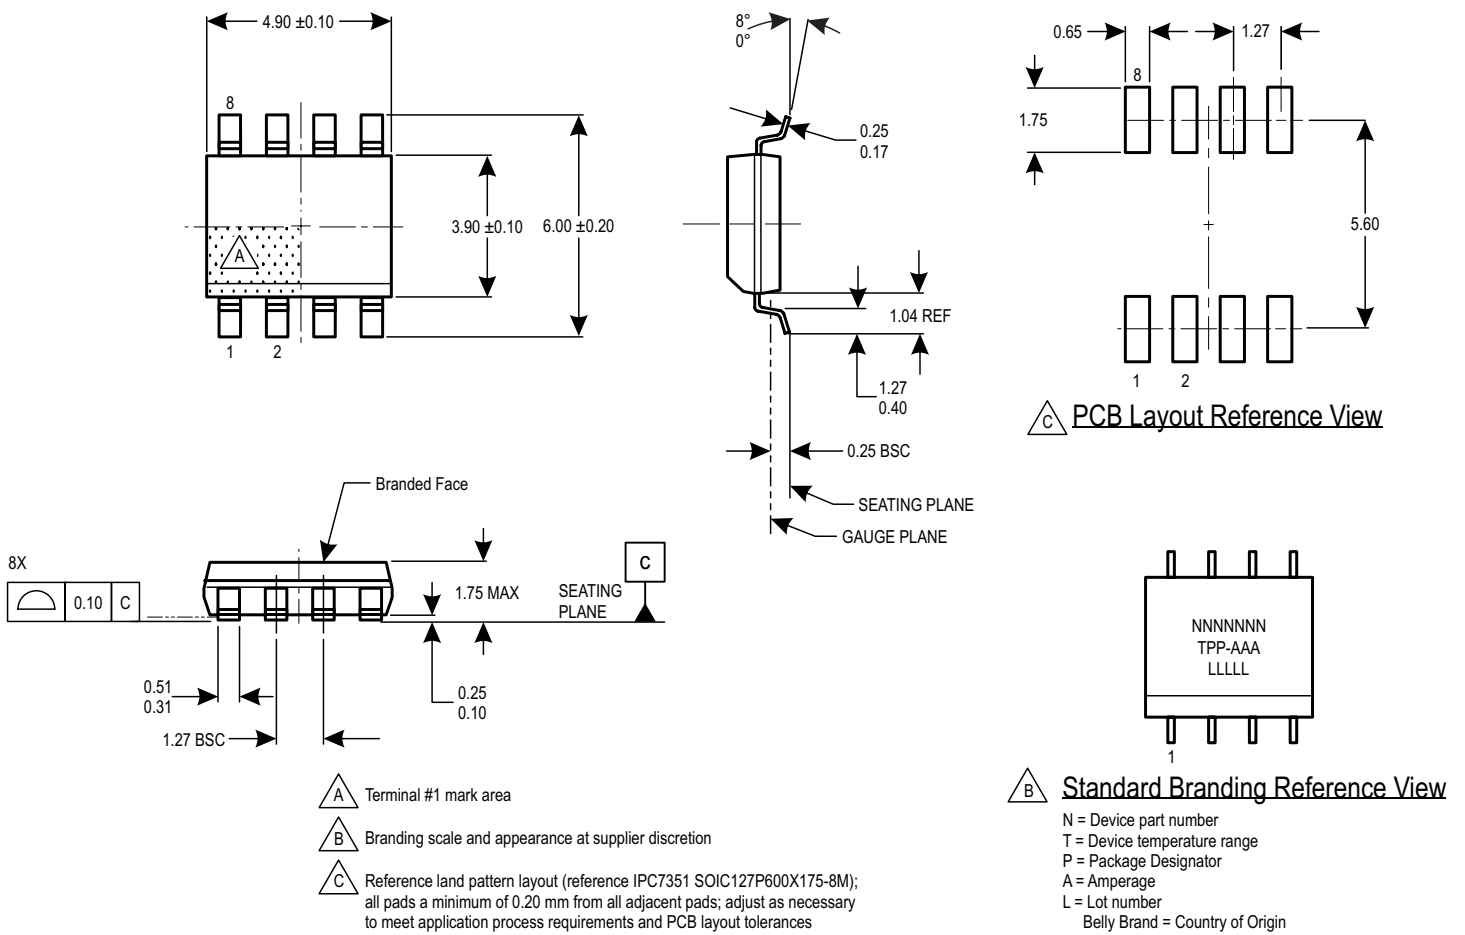 4.90 ±0.10
8
A
3.90 ±0.10
6.00 ±0.20
1 2
8°
0°
0.25
0.17
1.04 REF
1.27
0.40
0.25 BSC
SEATING PLANE
GAUGE PLANE
0.65
1.27
8
1.75
5.60
1 2
C PCB Layout Reference View
Branded Face
8X
0.10 C
1.75 MAX
SEATING
PLANE
C
0.51
0.31
0.25
0.10
1.27 BSC
NNNNNNN
TPP-AAA
LLLLL
1
A Terminal #1 mark area
B Branding scale and appearance at supplier discretion
C Reference land pattern layout (reference IPC7351 SOIC127P600X175-8M);
all pads a minimum of 0.20 mm from all adjacent pads; adjust as necessary
to meet application process requirements and PCB layout tolerances
B Standard Branding Reference View
N = Device part number
T = Device temperature range
P = Package Designator
A = Amperage
L = Lot number
Belly Brand = Country of Origin